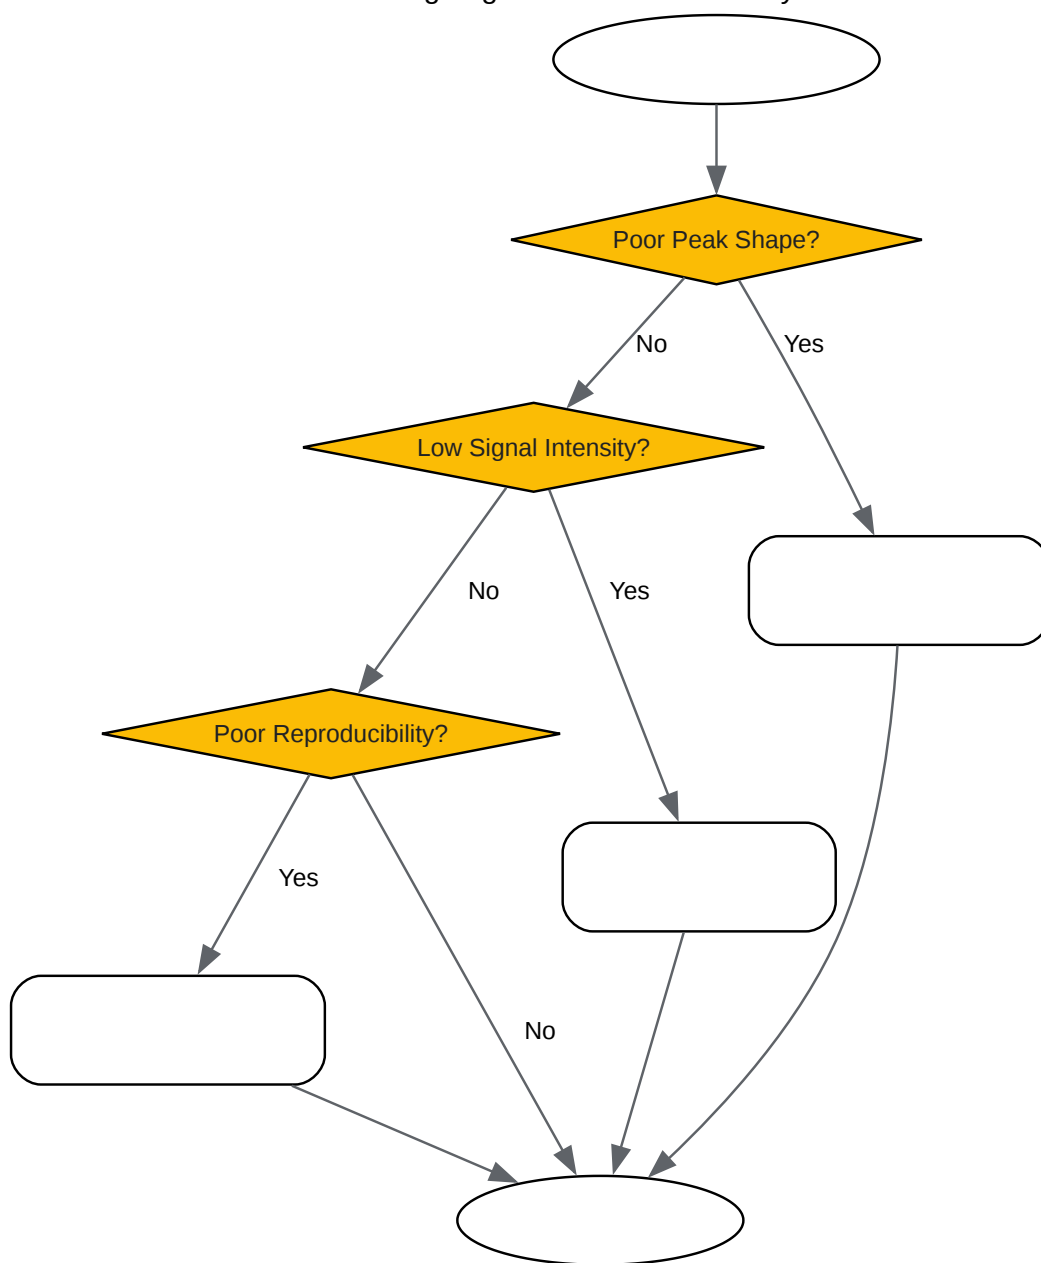 Poor Peak Shape?
No
Yes
Low Signal Intensity?
No
Yes
Poor Reproducibility?
Yes
No